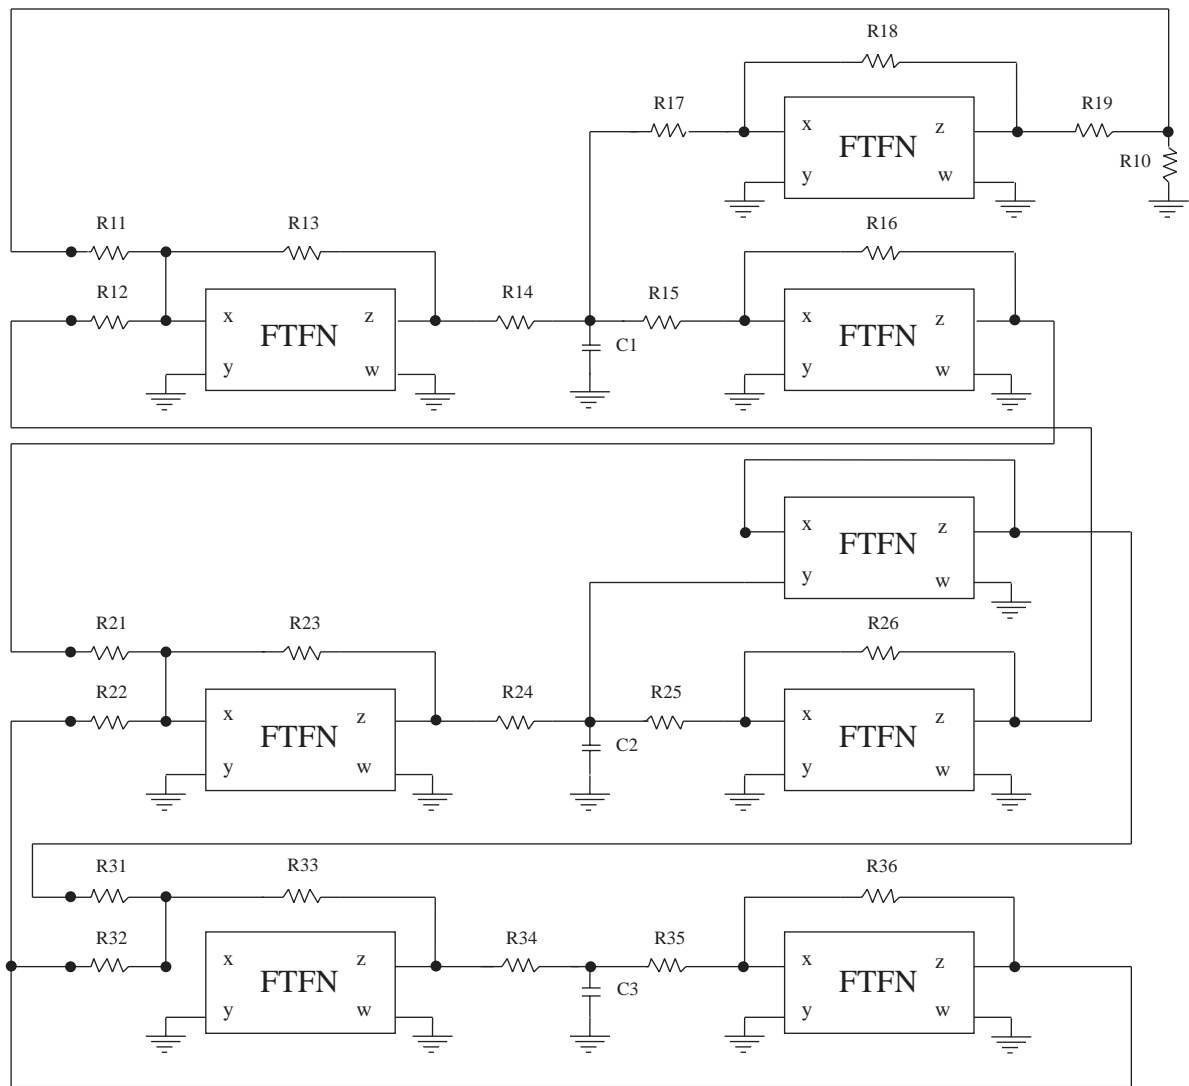 R18
R17
R19
x
z
FTFN
R10
y
w
R11
R13
R16
R12
R14
R15
x
z
FTFN
y
w
C1
x
z
FTFN
y
w
x
z
FTFN
y
w
R21
R23
R26
R22
R24
R25
x
z
FTFN
y
w
C2
x
z
FTFN
y
w
R31
R33
R36
R32
R34
R35
x
z
FTFN
y
w
C3
x
z
FTFN
y
w